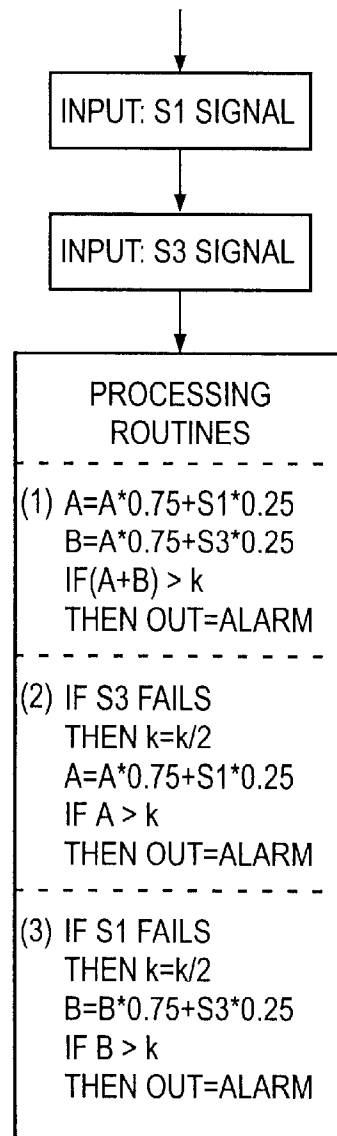 INPUT: S1 SIGNAL
INPUT: S3 SIGNAL
PROCESSING
ROUTINES
(1) A=A*0.75+S1*0.25
B=A*0.75+S3*0.25
IF(A+B) > k
THEN OUT=ALARM
(2) IF S3 FAILS
THEN k=k/2
A=A*0.75+S1*0.25
IF A > k
THEN OUT=ALARM
(3) IF S1 FAILS
THEN k=k/2
B=B*0.75+S3*0.25
IF B > k
THEN OUT=ALARM